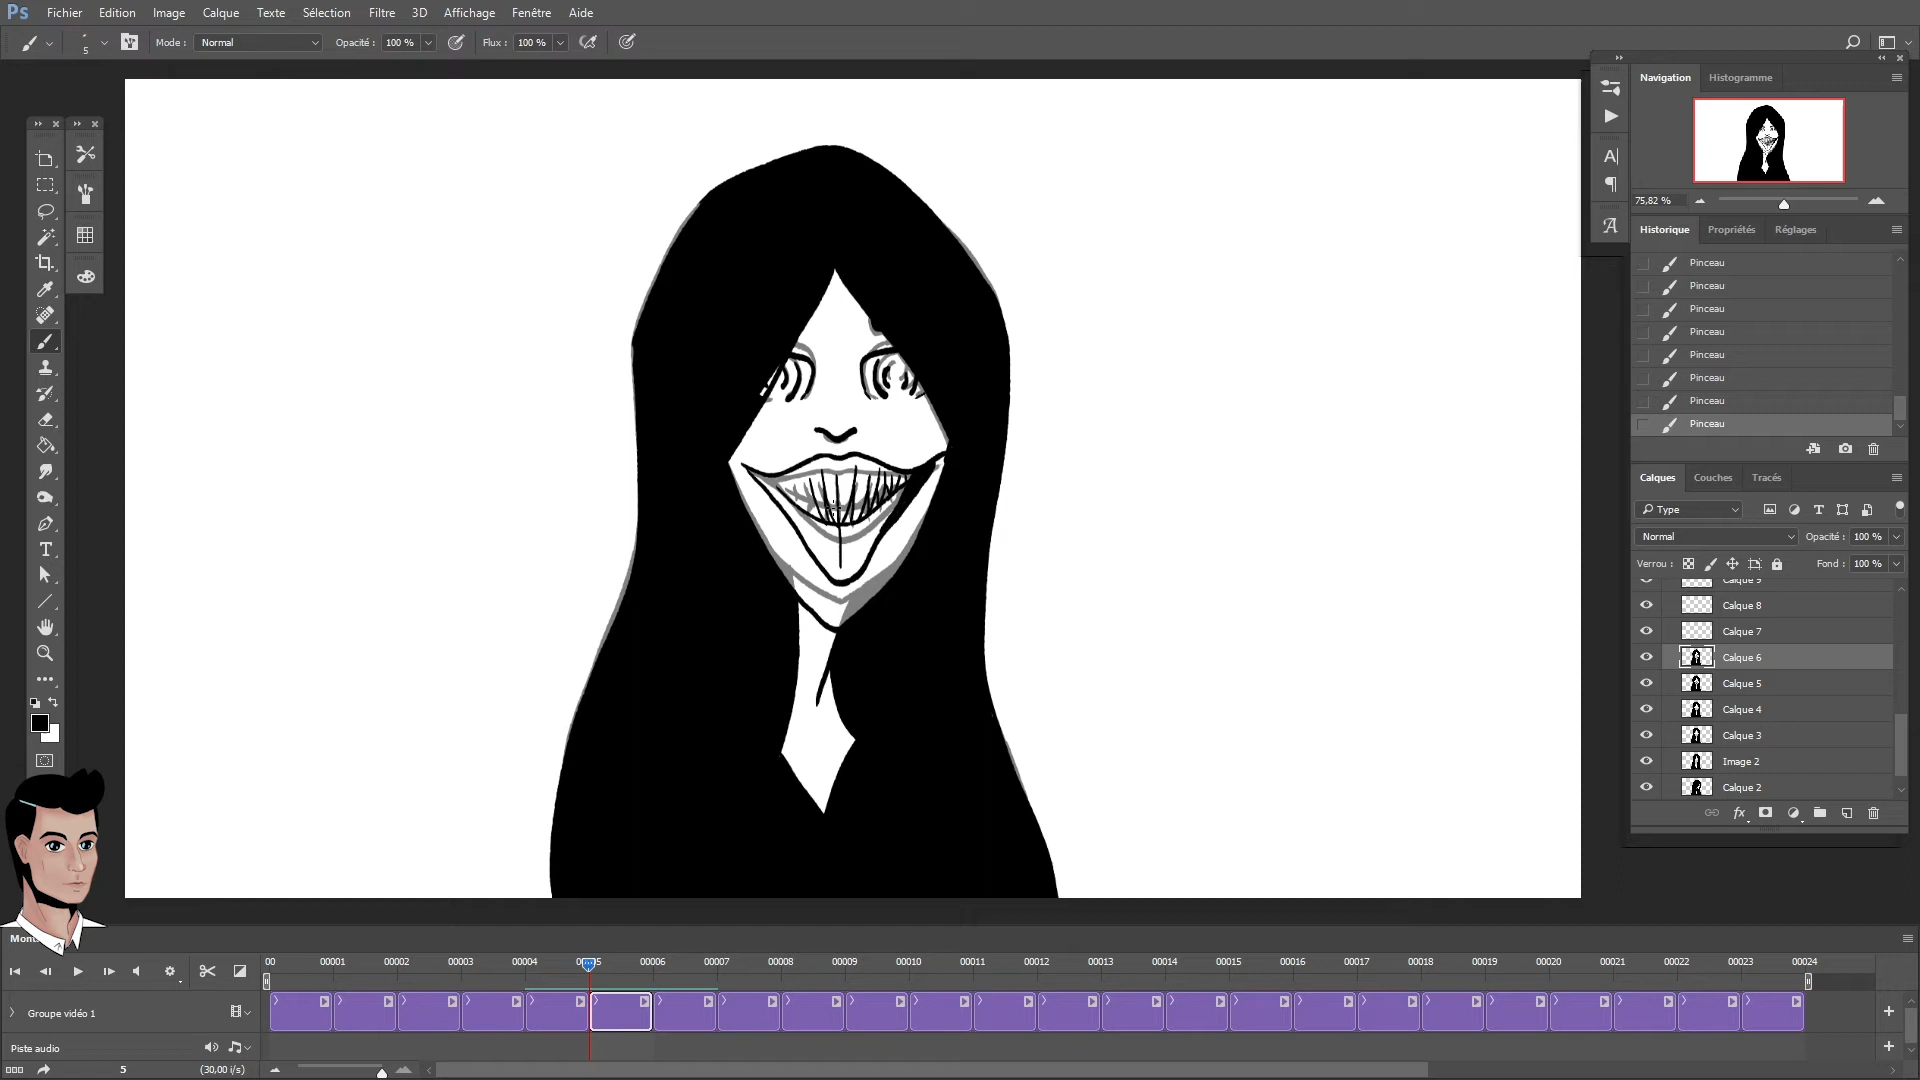 Ps Fichier Edition Image Calque Texte Sélection Filtre 3D Affichage Fenêtre Aide
5 Mode : Normal Opacité : 100 % Flux : 100 %
Navigation Histogramme
75,82 %
Historique Propriétés Réglages
Pinceau
Pinceau
Pinceau
Pinceau
Pinceau
Pinceau
Pinceau
Pinceau
Calques Couches Tracés
Type
Normal Opacité : 100 %
Verrou : Fond : 100 %
Calque 9
Calque 8
Calque 7
Calque 6
Calque 5
Calque 4
Calque 3
Image 2
Calque 2
fx
00 00001 00002 00003 00004 00006 00007 00008 00009 00010 00011 00012 00013 00014 00015 00016 00017 00018 00019 00020 00021 00022 00023 00024
Groupe vidéo 1
Piste audio
5 (30,00 i/s)